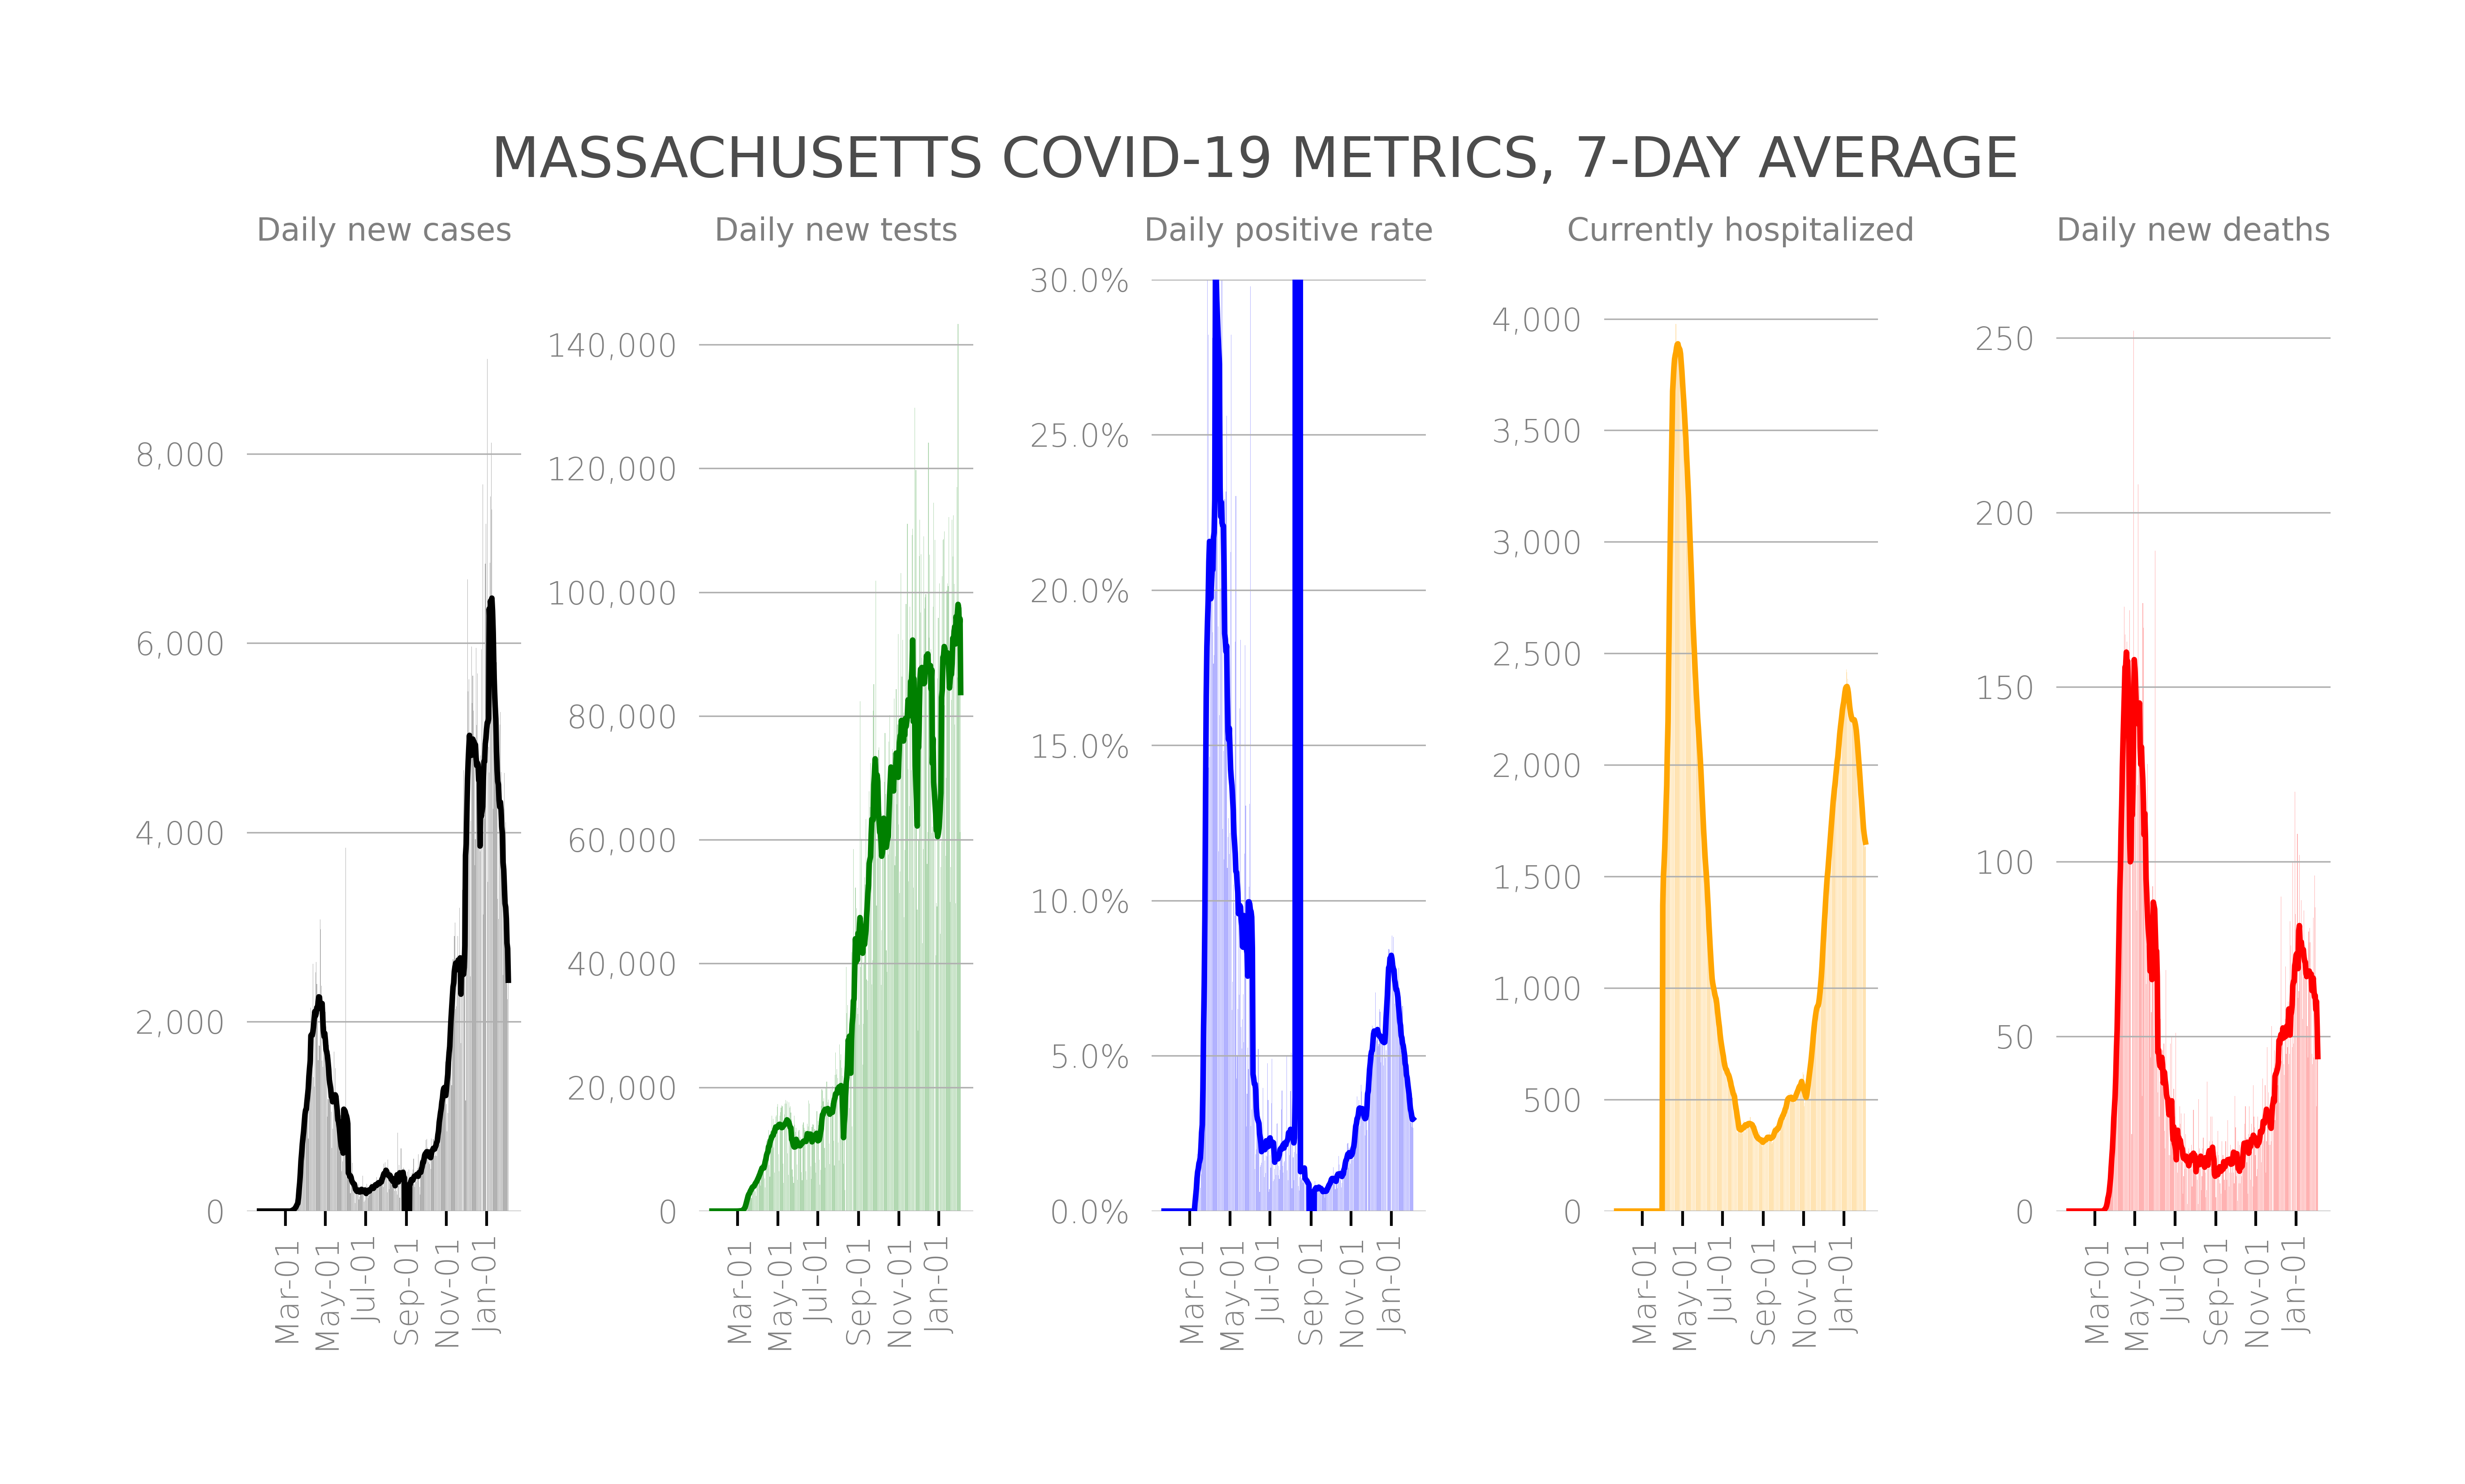 MASSACHUSETTS COVID-19 METRICS, 7-DAY AVERAGE
Daily new cases
8,000
6,000
4,000
2,000
0
Mar-01
May-01
Jul-01
Sep-01
Nov-01
Jan-01
Daily new tests
140,000
120,000
100,000
80,000
60,000
40,000
20,000
0
Mar-01
May-01
Jul-01
Sep-01
Nov-01
Jan-01
Daily positive rate
30.0%
25.0%
20.0%
15.0%
10.0%
5.0%
0.0%
Mar-01
May-01
Jul-01
Sep-01
Nov-01
Jan-01
Currently hospitalized
4,000
3,500
3,000
2,500
2,000
1,500
1,000
500
0
Mar-01
May-01
Jul-01
Sep-01
Nov-01
Jan-01
Daily new deaths
250
200
150
100
50
0
Mar-01
May-01
Jul-01
Sep-01
Nov-01
Jan-01